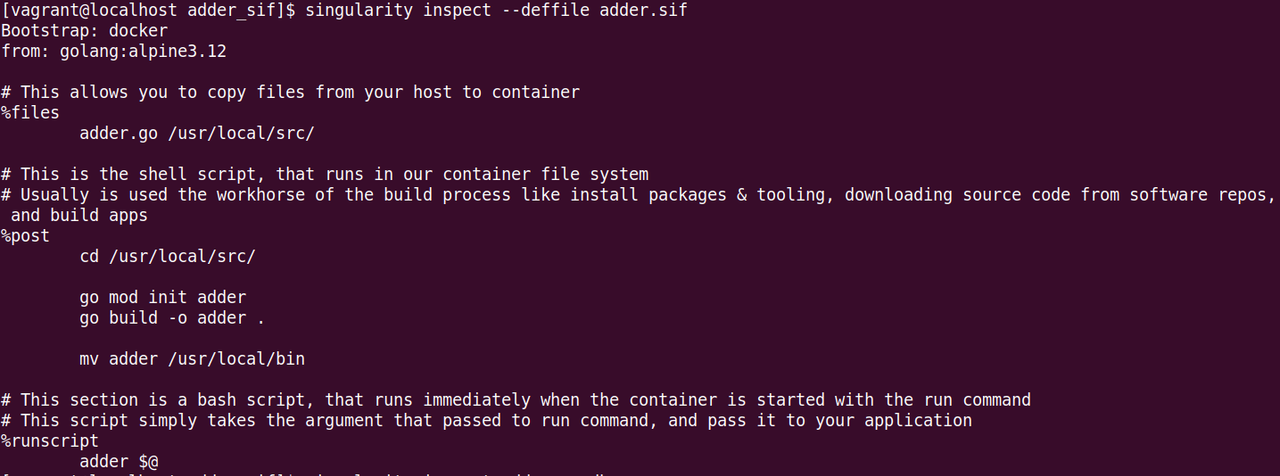 [vagrant@localhost adder_sif]$ singularity inspect --deffile adder.sif
Bootstrap: docker
from: golang:alpine3.12
# This allows you to copy files from your host to container
%files
adder.go /usr/local/src/
# This is the shell script, that runs in our container file system
# Usually is used the workhorse of the build process like install packages & tooling, downloading source code from software repos,
and build apps
%post
cd /usr/local/src/
go mod init adder
go build -o adder .
mv adder /usr/local/bin
# This section is a bash script, that runs immediately when the container is started with the run command
# This script simply takes the argument that passed to run command, and pass it to your application
%runscript
adder $@